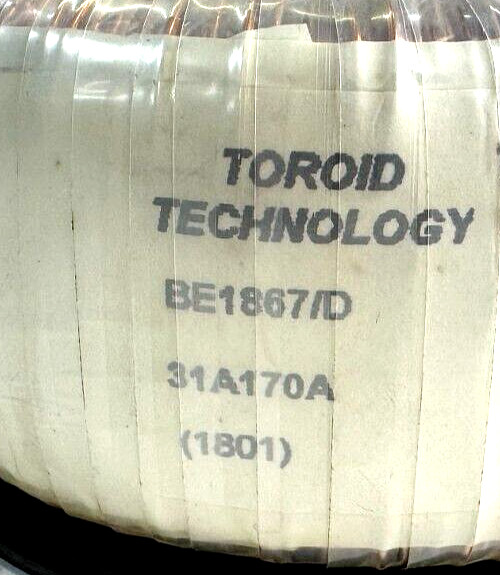 TOROID
TECHNOLOGY
BE1867/D
31A170A
(1801)